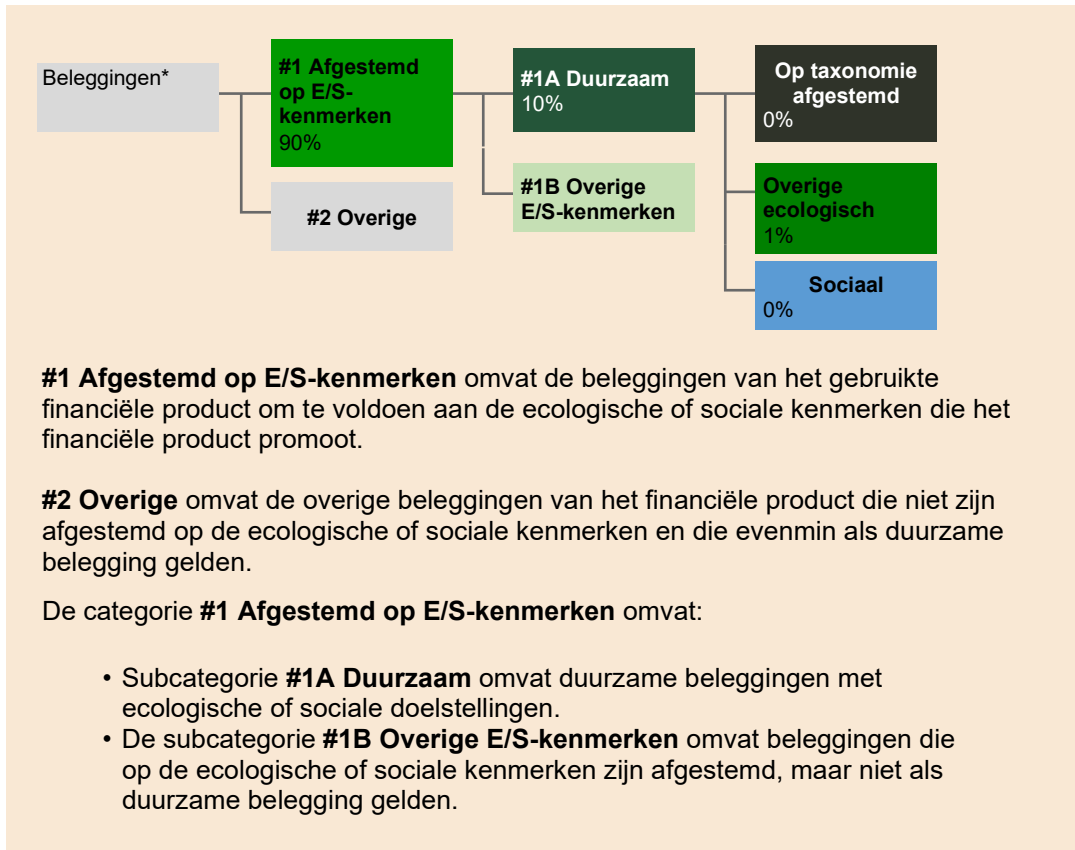 Beleggingen*
#1 Afgestemd
op E/S-
kenmerken
90%
#2 Overige
#1A Duurzaam
10%
#1B Overige
E/S-kenmerken
Op taxonomie
afgestemd
0%
Overige
ecologisch
1%
Sociaal
0%
#1 Afgestemd op E/S-kenmerken omvat de beleggingen van het gebruikte
financiële product om te voldoen aan de ecologische of sociale kenmerken die het
financiële product promoot.
#2 Overige omvat de overige beleggingen van het financiële product die niet zijn
afgestemd op de ecologische of sociale kenmerken en die evenmin als duurzame
belegging gelden.
De categorie #1 Afgestemd op E/S-kenmerken omvat:
• Subcategorie #1A Duurzaam omvat duurzame beleggingen met
ecologische of sociale doelstellingen.
• De subcategorie #1B Overige E/S-kenmerken omvat beleggingen die
op de ecologische of sociale kenmerken zijn afgestemd, maar niet als
duurzame belegging gelden.